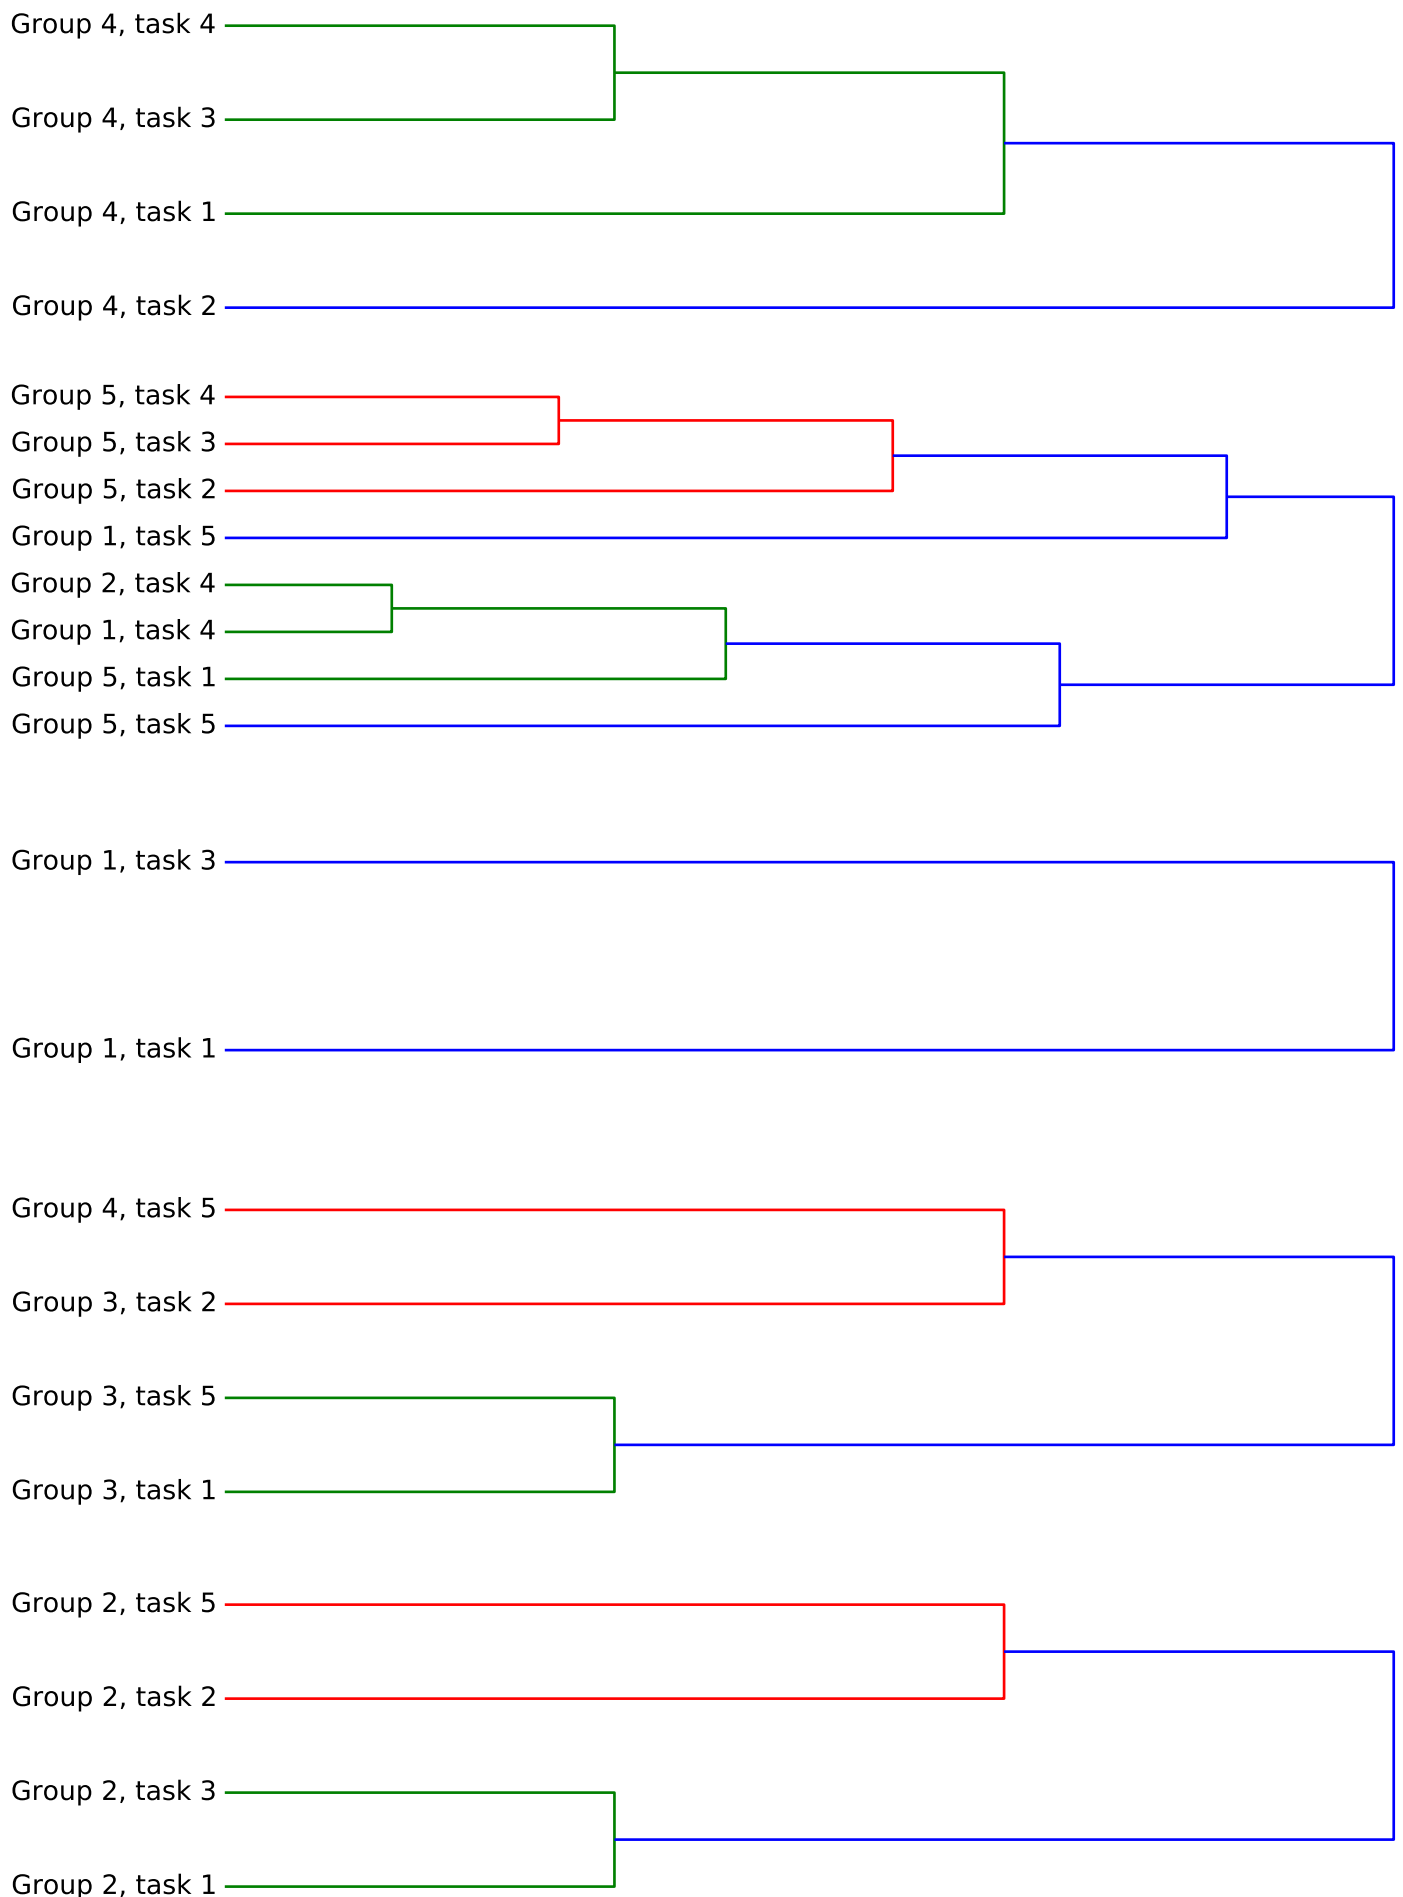 Group 4, task 4
Group 4, task 3
Group 4, task 1
Group 4, task 2
Group 5, task 4
Group 5, task 3
Group 5, task 2
Group 1, task 5
Group 2, task 4
Group 1, task 4
Group 5, task 1
Group 5, task 5
Group 1, task 3
Group 1, task 1
Group 4, task 5
Group 3, task 2
Group 3, task 5
Group 3, task 1
Group 2, task 5
Group 2, task 2
Group 2, task 3
Group 2, task 1